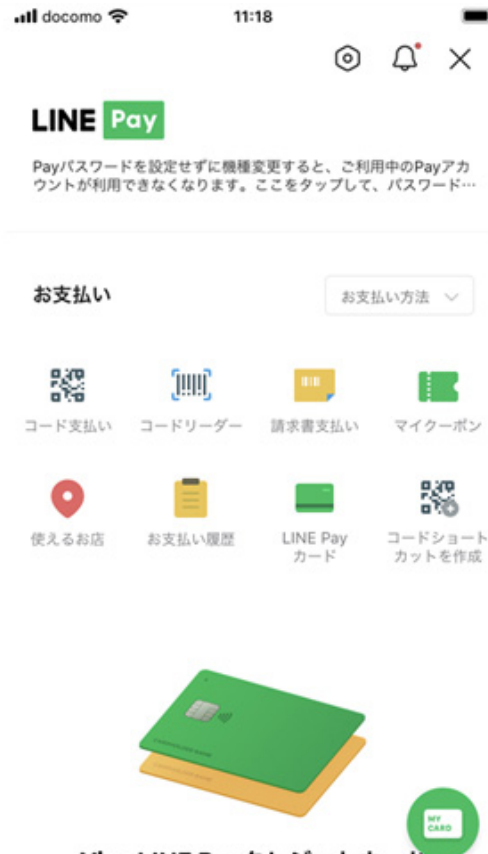 docomo
11:18
LINE Pay
Payパスワードを設定せずに機種変更すると、ご利用中のPayアカ
ウントが利用できなくなります。ここをタップして、パスワード…
お支払い
お支払い方法
コード支払い
コードリーダー
請求書支払い
マイクーポン
使えるお店
お支払い履歴
LINE Pay
カード
コードショート
カットを作成
MY
CARD